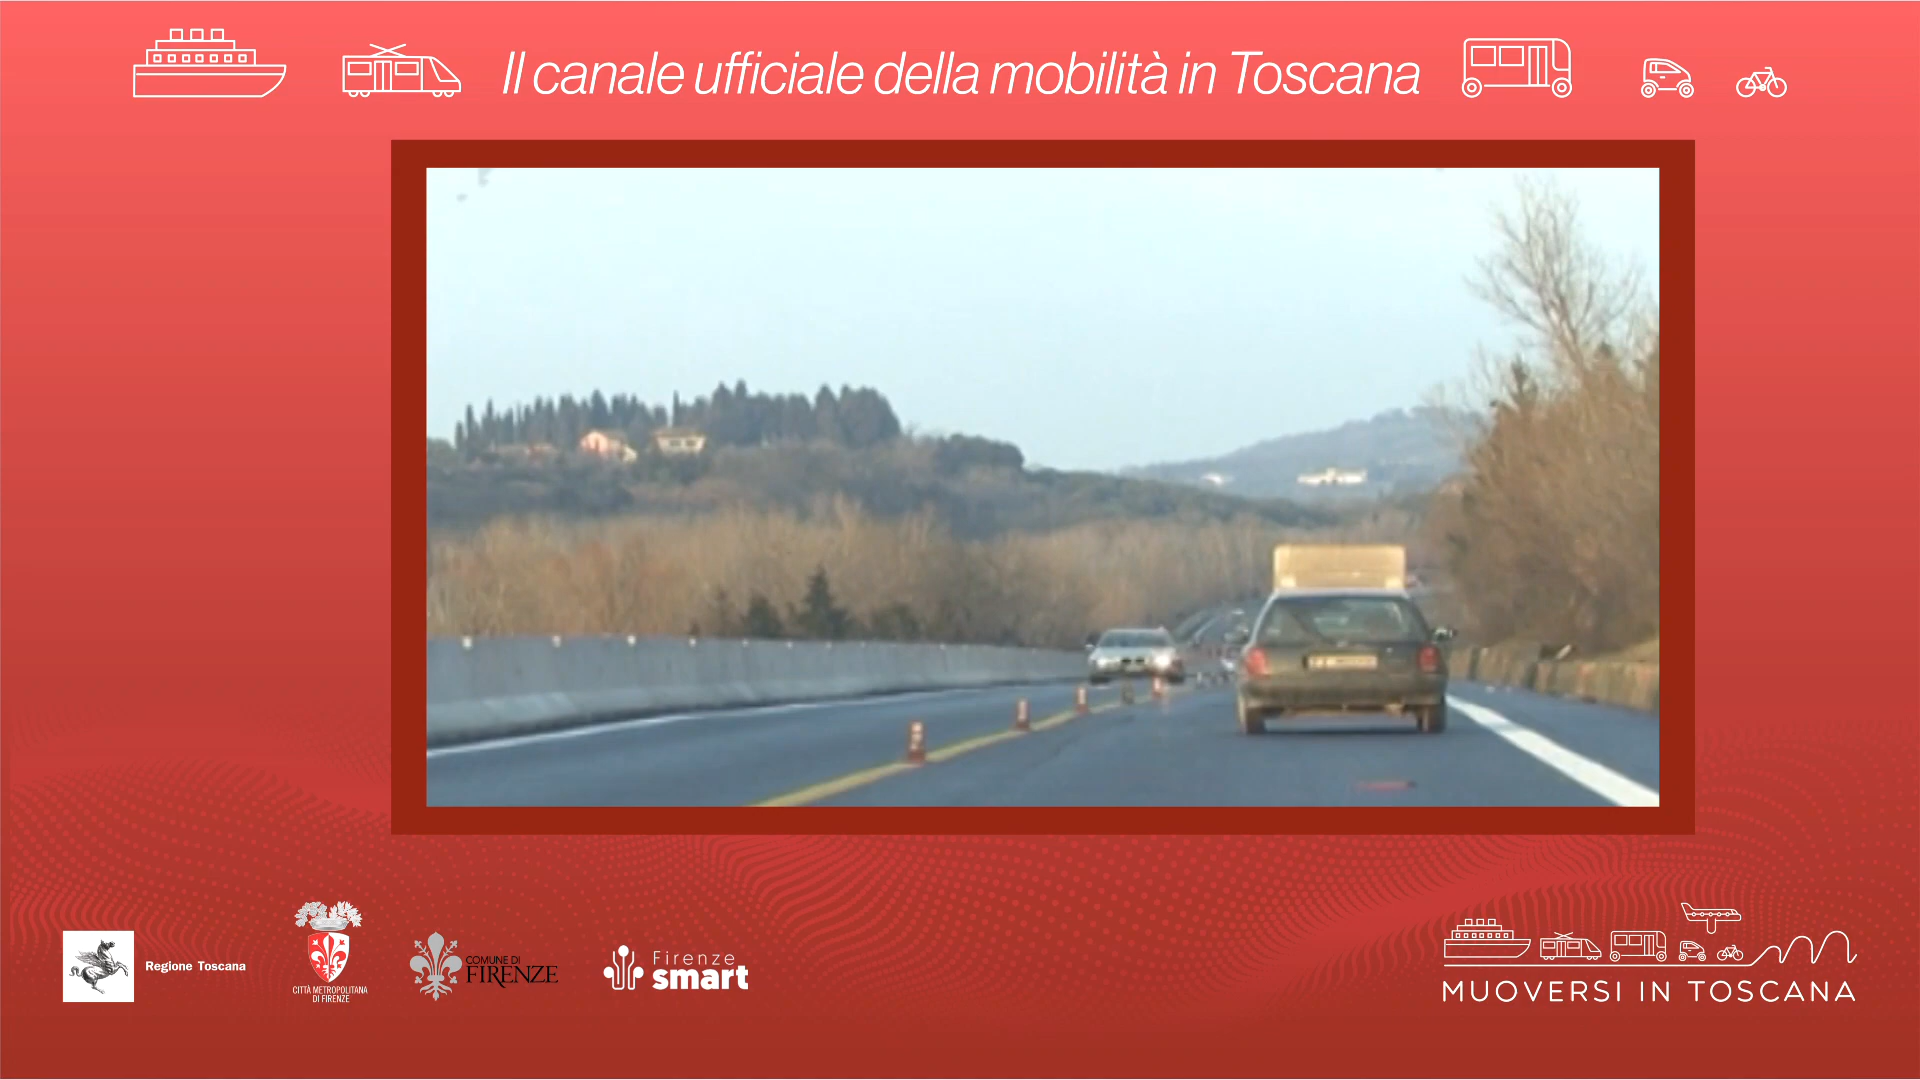 Il canale ufficiale della mobilità in Toscana
Regione Toscana
CITTÀ METROPOLITANA
DI FIRENZE
COMUNE DI
FIRENZE
Firenze
smart
MUOVERSI IN TOSCANA